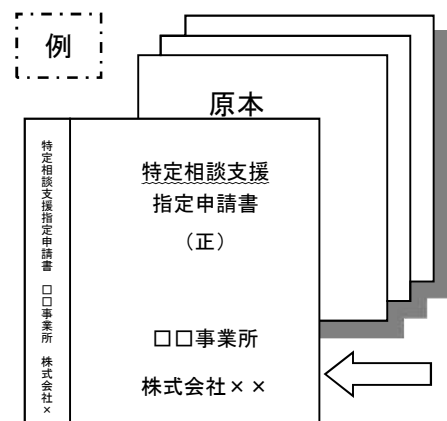 例
原本
特定相談支援指定申請書 □□事業所 株式会社×
特定相談支援
指定申請書
（正）
□□事業所
株式会社××